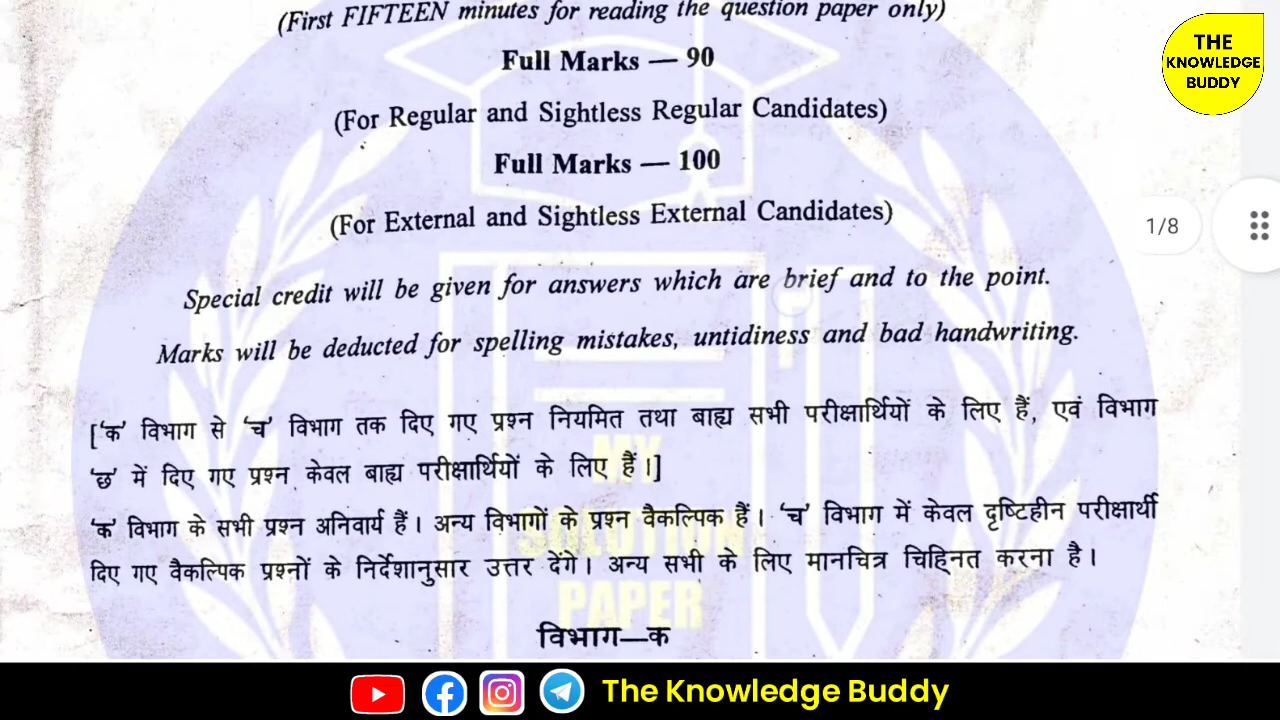 (First FIFTEEN minutes for reading the question paper only)
Full Marks — 90
(For Regular and Sightless Regular Candidates)
Full Marks — 100
(For External and Sightless External Candidates)
Special credit will be given for answers which are brief and to the point.
Marks will be deducted for spelling mistakes, untidiness and bad handwriting.
['क' विभाग से 'च' विभाग तक दिए गए प्रश्न नियमित तथा बाह्य सभी परीक्षार्थियों के लिए हैं, एवं विभाग
'छ' में दिए गए प्रश्न केवल बाह्य परीक्षार्थियों के लिए हैं।]
'क' विभाग के सभी प्रश्न अनिवार्य हैं। अन्य विभागों के प्रश्न वैकल्पिक हैं। 'च' विभाग में केवल दृष्टिहीन परीक्षार्थी
दिए गए वैकल्पिक प्रश्नों के निर्देशानुसार उत्तर देंगे। अन्य सभी के लिए मानचित्र चिह्नित करना है।
विभाग—क
MY
SOLUTION
PAPER
THE
KNOWLEDGE
BUDDY
1/8
The Knowledge Buddy